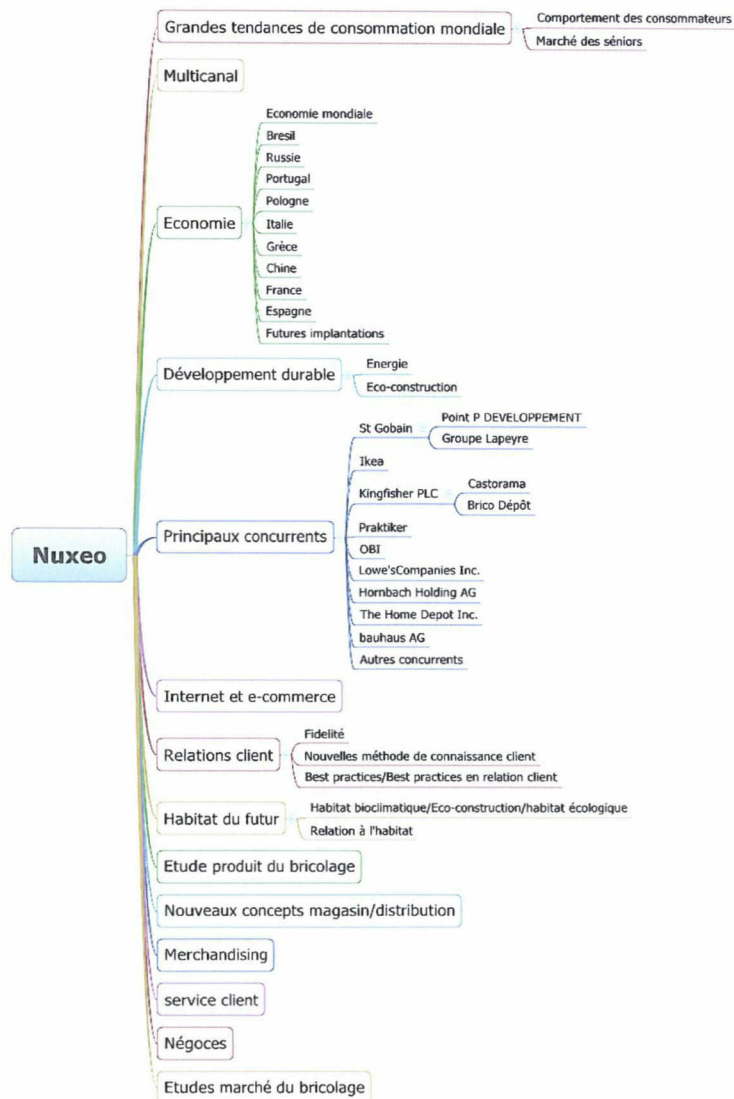 Grandes tendances de consommation mondiale
Comportement des consommateurs
Marché des séniors
Multicanal
Economie
Economie mondiale
Bresil
Russie
Portugal
Pologne
Italie
Grèce
Chine
France
Espagne
Futures implantations
Développement durable
Energie
Eco-construction
Nuxeo
Principaux concurrents
St Gobain
Point P DEVELOPPEMENT
Groupe Lapeyre
Ikea
Kingfisher PLC
Castorama
Brico Dépôt
Praktiker
OBI
Lowe'sCompanies Inc.
Hornbach Holding AG
The Home Depot Inc.
bauhaus AG
Autres concurrents
Internet et e-commerce
Relations client
Fidelité
Nouvelles méthode de connaissance client
Best practices/Best practices en relation client
Habitat du futur
Habitat bioclimatique/Eco-construction/habitat écologique
Relation à l'habitat
Etude produit du bricolage
Nouveaux concepts magasin/distribution
Merchandising
service client
Négoces
Etudes marché du bricolage